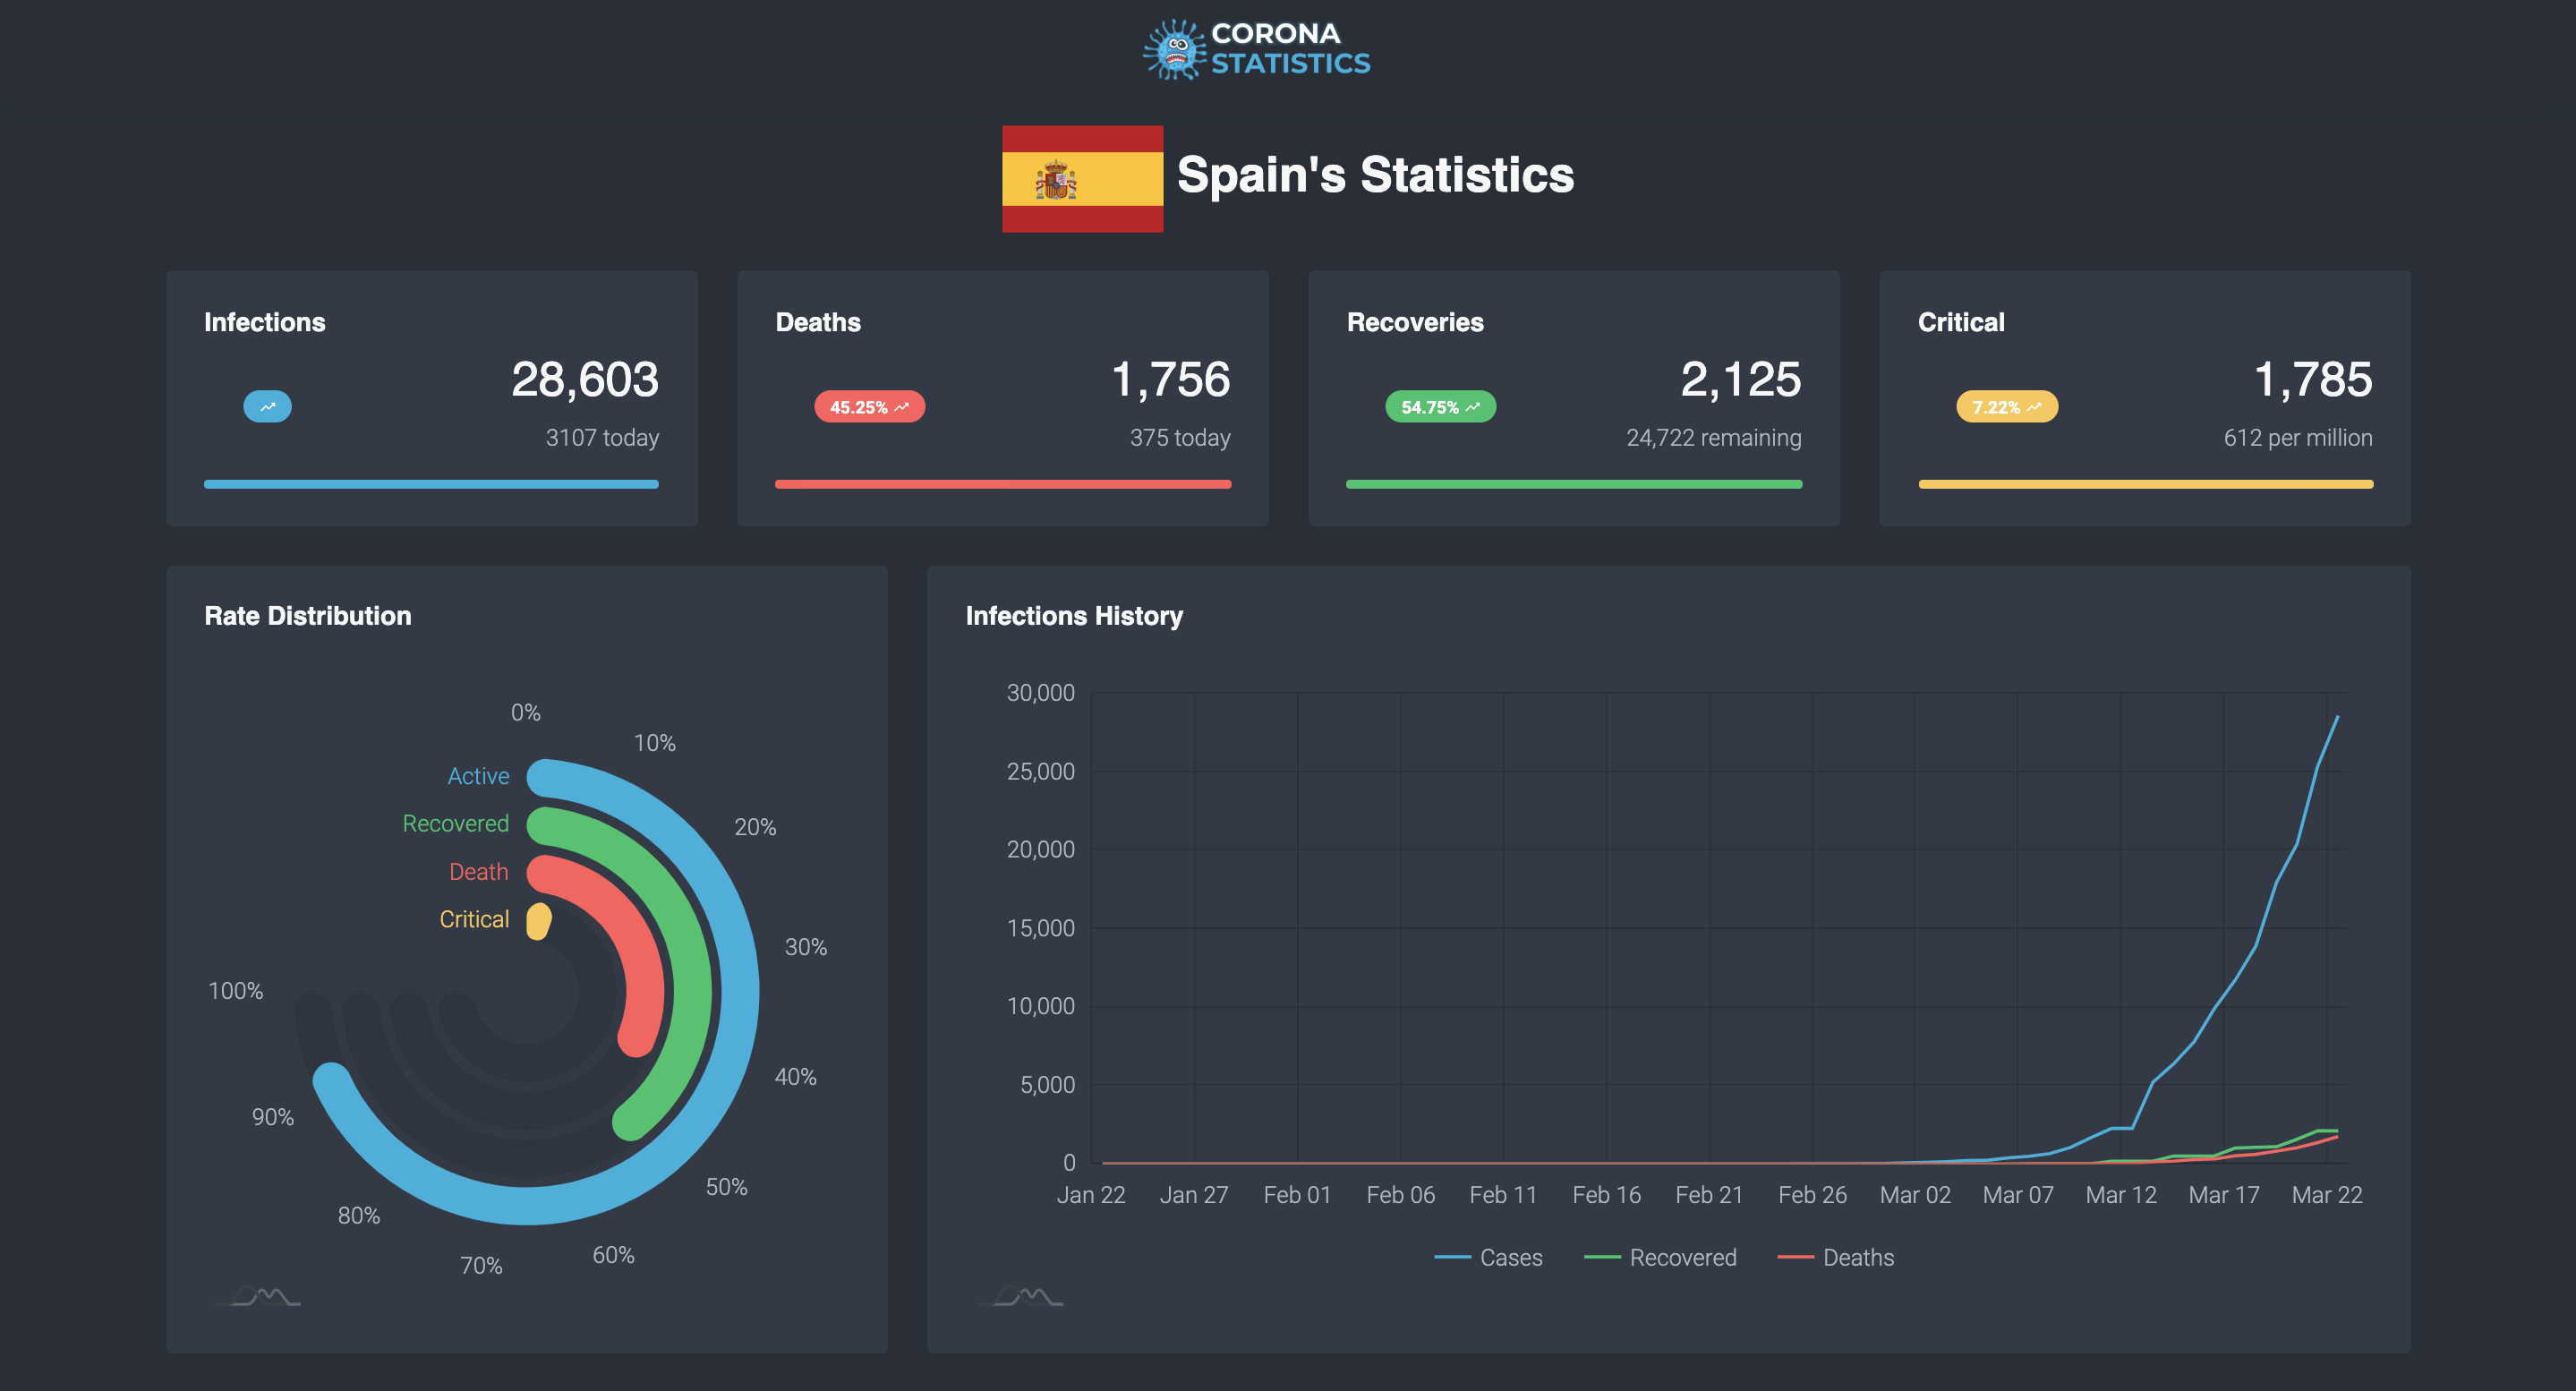 CORONA
STATISTICS
Spain's Statistics
Infections
28,603
3107 today
Deaths
45.25%
1,756
375 today
Recoveries
54.75%
2,125
24,722 remaining
Critical
7.22%
1,785
612 per million
Rate Distribution
0%
10%
20%
30%
40%
50%
60%
70%
80%
90%
100%
Active
Recovered
Death
Critical
Infections History
30,000
25,000
20,000
15,000
10,000
5,000
0
Jan 22 Jan 27 Feb 01 Feb 06 Feb 11 Feb 16 Feb 21 Feb 26 Mar 02 Mar 07 Mar 12 Mar 17 Mar 22
Cases Recovered Deaths